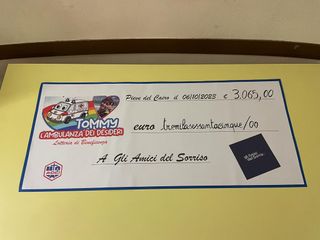 Pieve del Cairo il 06/10/2025 € 3.065,00
TOMMY
L'AMBULANZA DEI DESIDERI
Lotteria di Beneficenza
euro tremilasessantacinque/00
A Gli Amici del Sorriso